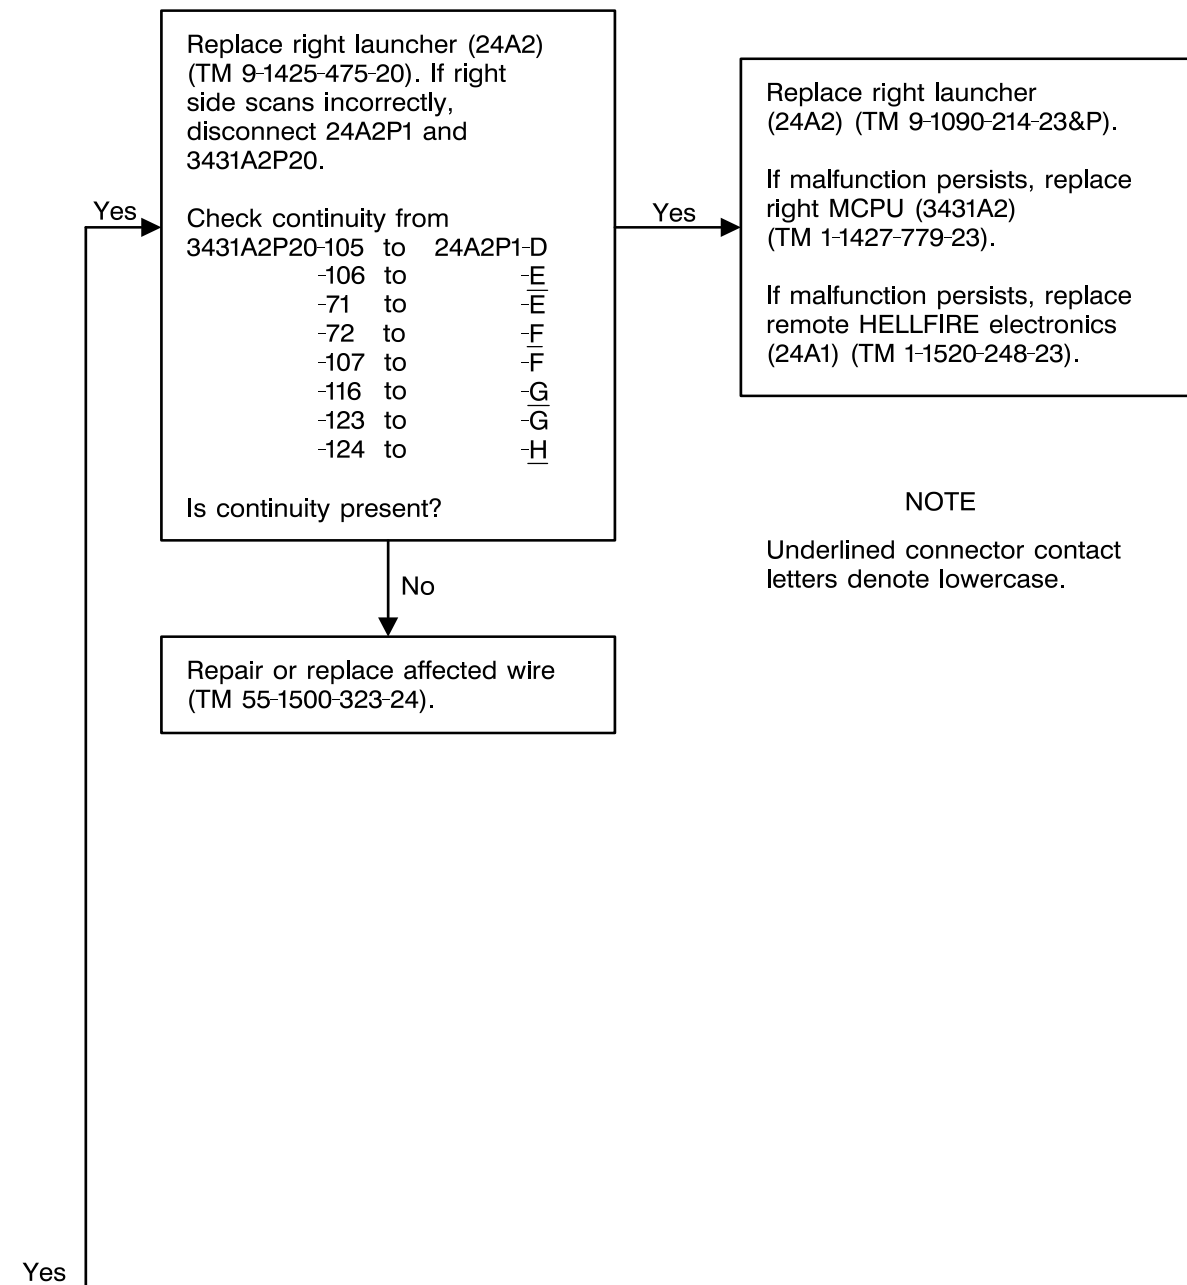 Replace right launcher (24A2)
(TM 9-1425-475-20). If right
side scans incorrectly,
disconnect 24A2P1 and
3431A2P20.
Check continuity from
3431A2P20-105 to 24A2P1-D
-106 to -E
-71 to -E
-72 to -F
-107 to -F
-116 to -G
-123 to -G
-124 to -H
Is continuity present?
Yes
Yes
Replace right launcher
(24A2) (TM 9-1090-214-23&P).
If malfunction persists, replace
right MCPU (3431A2)
(TM 1-1427-779-23).
If malfunction persists, replace
remote HELLFIRE electronics
(24A1) (TM 1-1520-248-23).
NOTE
Underlined connector contact
letters denote lowercase.
No
Repair or replace affected wire
(TM 55-1500-323-24).
Yes